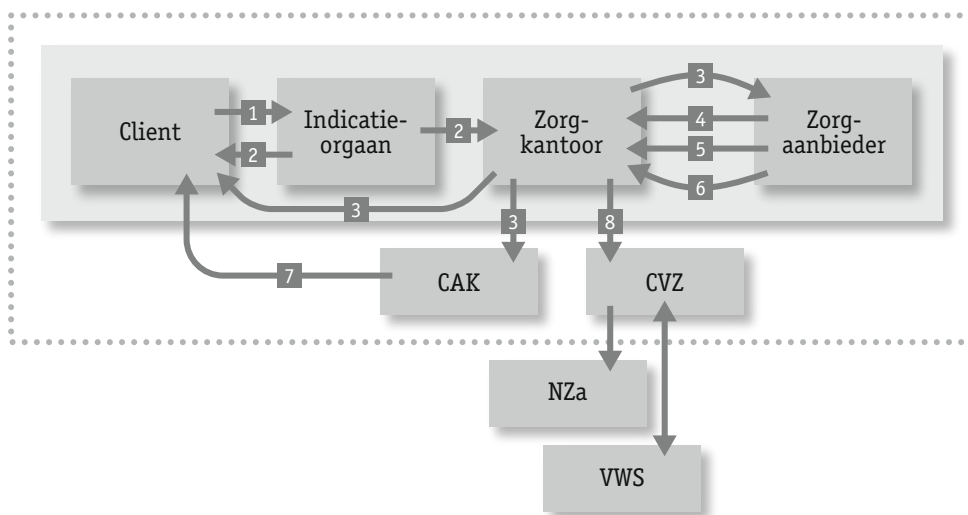 Client
1
2
Indicatie-
orgaan
2
Zorg-
kantoor
3
4
5
6
Zorg-
aanbieder
3
3
8
7
CAK
CVZ
NZa
VWS